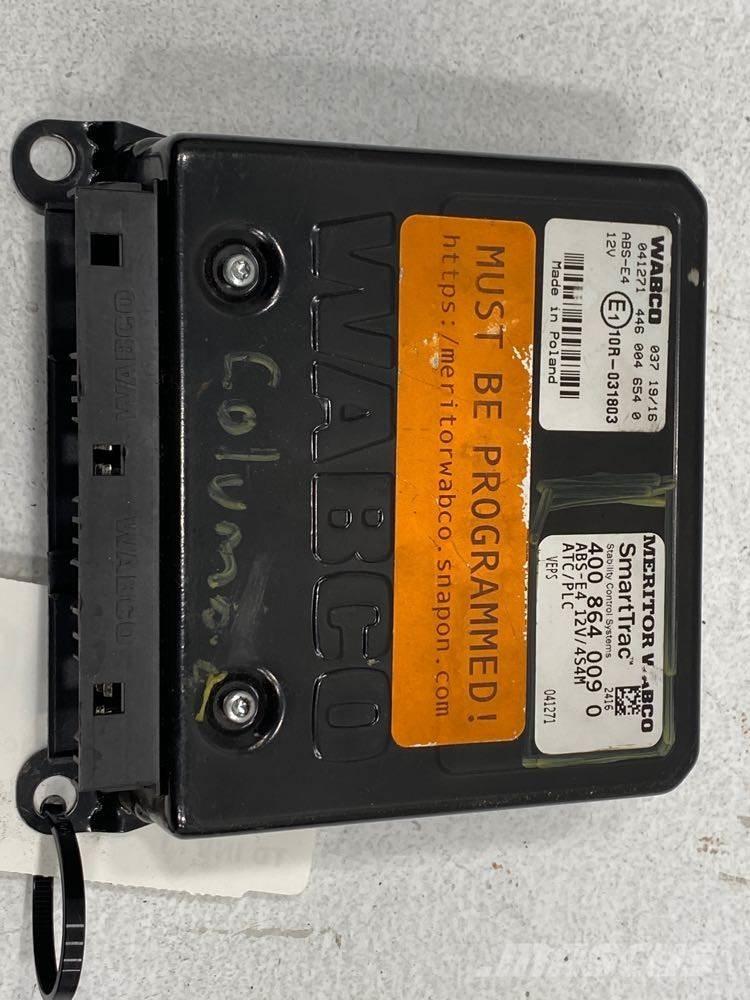 WABCO 037 19/16
041271 446 004 654 0
ABS-E4
12V
E1 10R-031803
Made in Poland
MERITOR WABCO
SmartTrac™
Stability Control Systems
2416
400 864 009 0
ABS-E4 12V/4S4M
ATC/PLC
VEPS
041271
MUST BE PROGRAMMED!
https:/meritorwabco.snapon.com
WABCO
WABCO
WABCO